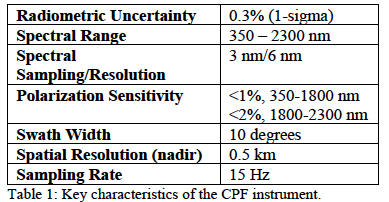 Radiometric Uncertainty 0.3% (1-sigma)
Spectral Range 350 – 2300 nm
Spectral 3 nm/6 nm
Sampling/Resolution
Polarization Sensitivity <1%, 350-1800 nm
<2%, 1800-2300 nm
Swath Width 10 degrees
Spatial Resolution (nadir) 0.5 km
Sampling Rate 15 Hz
Table 1: Key characteristics of the CPF instrument.